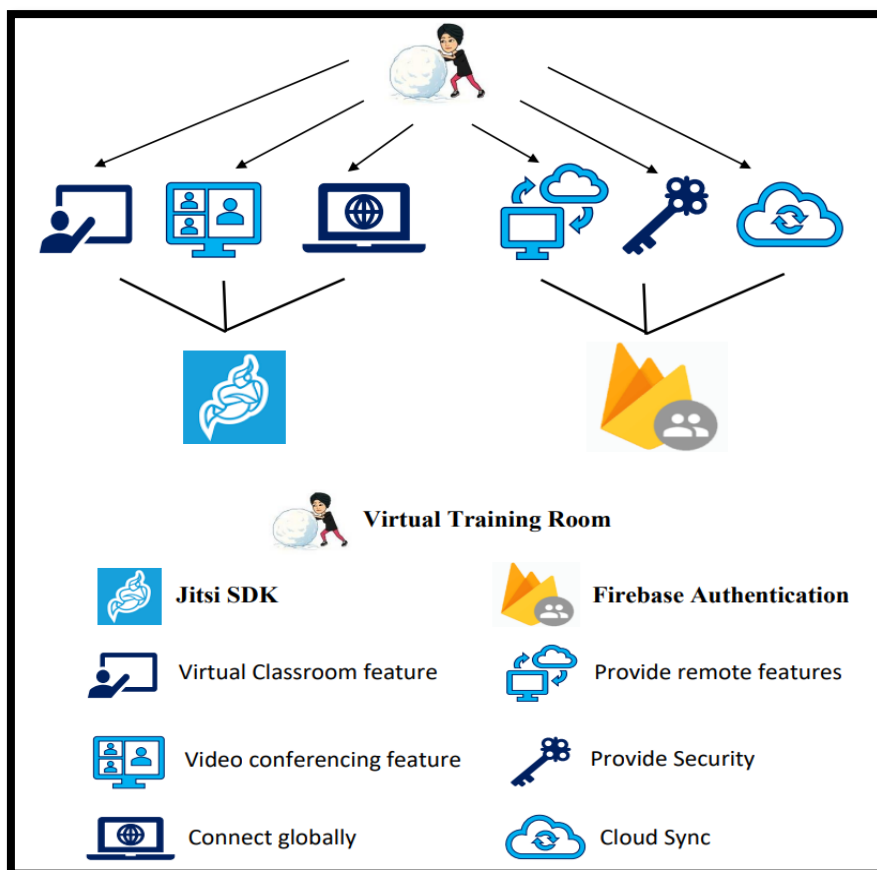 Virtual Training Room
Jitsi SDK
Firebase Authentication
Virtual Classroom feature
Provide remote features
Video conferencing feature
Provide Security
Connect globally
Cloud Sync